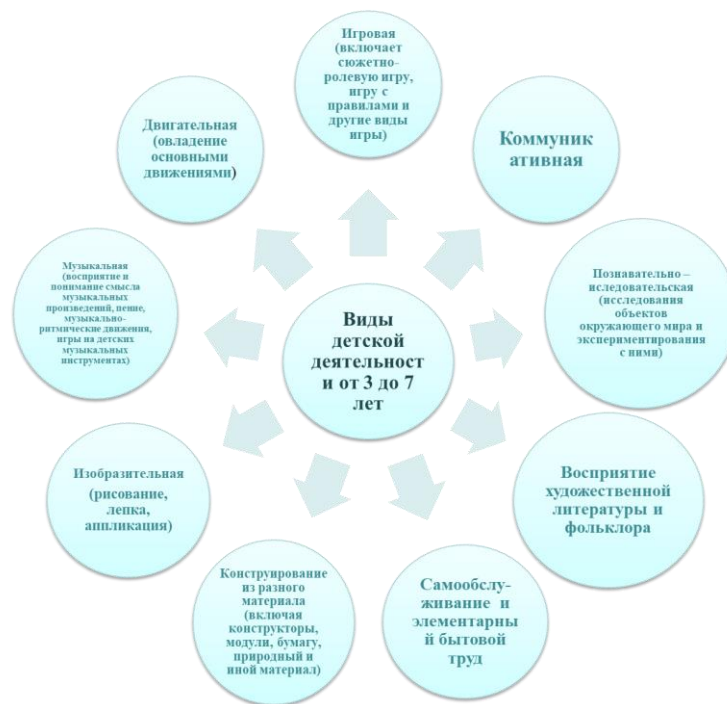 Игровая
(включает
сюжетно-
ролевую игру,
игру с
правилами и
другие виды
игры)
Коммуник
ативная
Познавательно –
иследовательская
(исследования
объектов
окружающего мира и
экспериментирования
с ними)
Восприятие
художественной
литературы и
фольклора
Самообслу-
живание и
элементарны
й бытовой
труд
Конструирование
из разного
материала
(включая
конструкторы,
модули, бумагу,
природный и
иной материал)
Изобразительная
(рисование,
лепка,
аппликация)
Музыкальная
(восприятие и
понимание смысла
музыкальных
произведений, пение,
музыкально-
ритмические движения,
игры на детских
музыкальных
инструментах)
Двигательная
(овладение
основными
движениями)
Виды
детской
деятельност
и от 3 до 7
лет